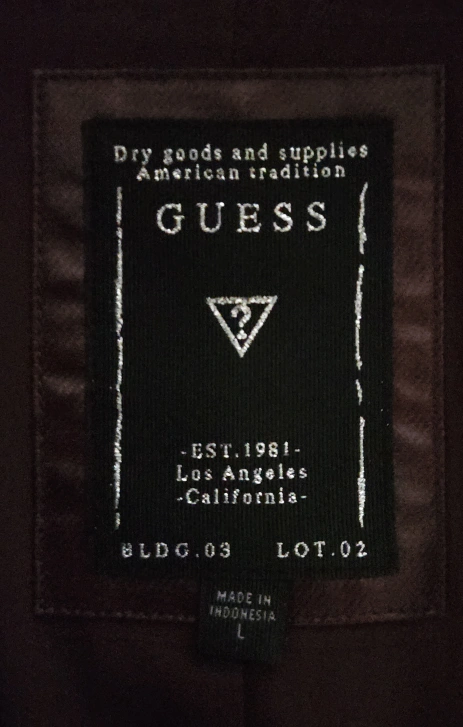 Dry goods and supplies
American tradition
GUESS
?
-EST.1981-
Los Angeles
-California-
BLDG.03 LOT.02
MADE IN
INDONESIA
L